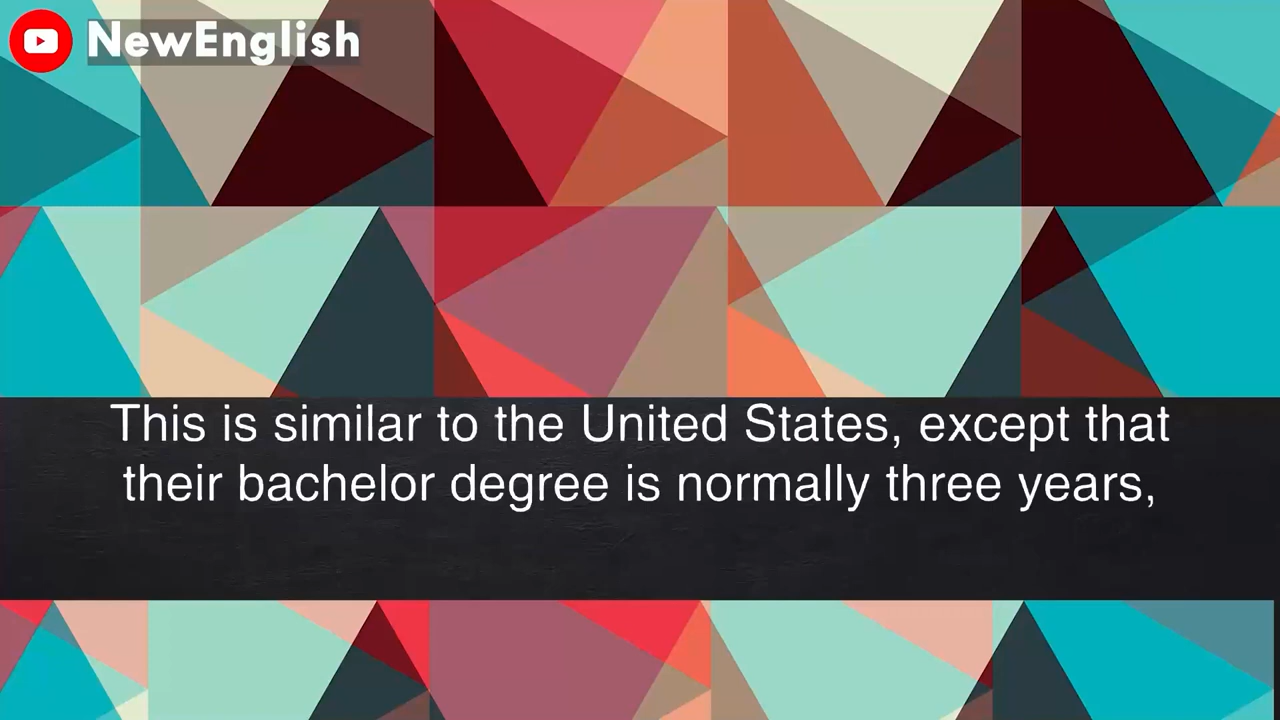 NewEnglish
This is similar to the United States, except that
their bachelor degree is normally three years,